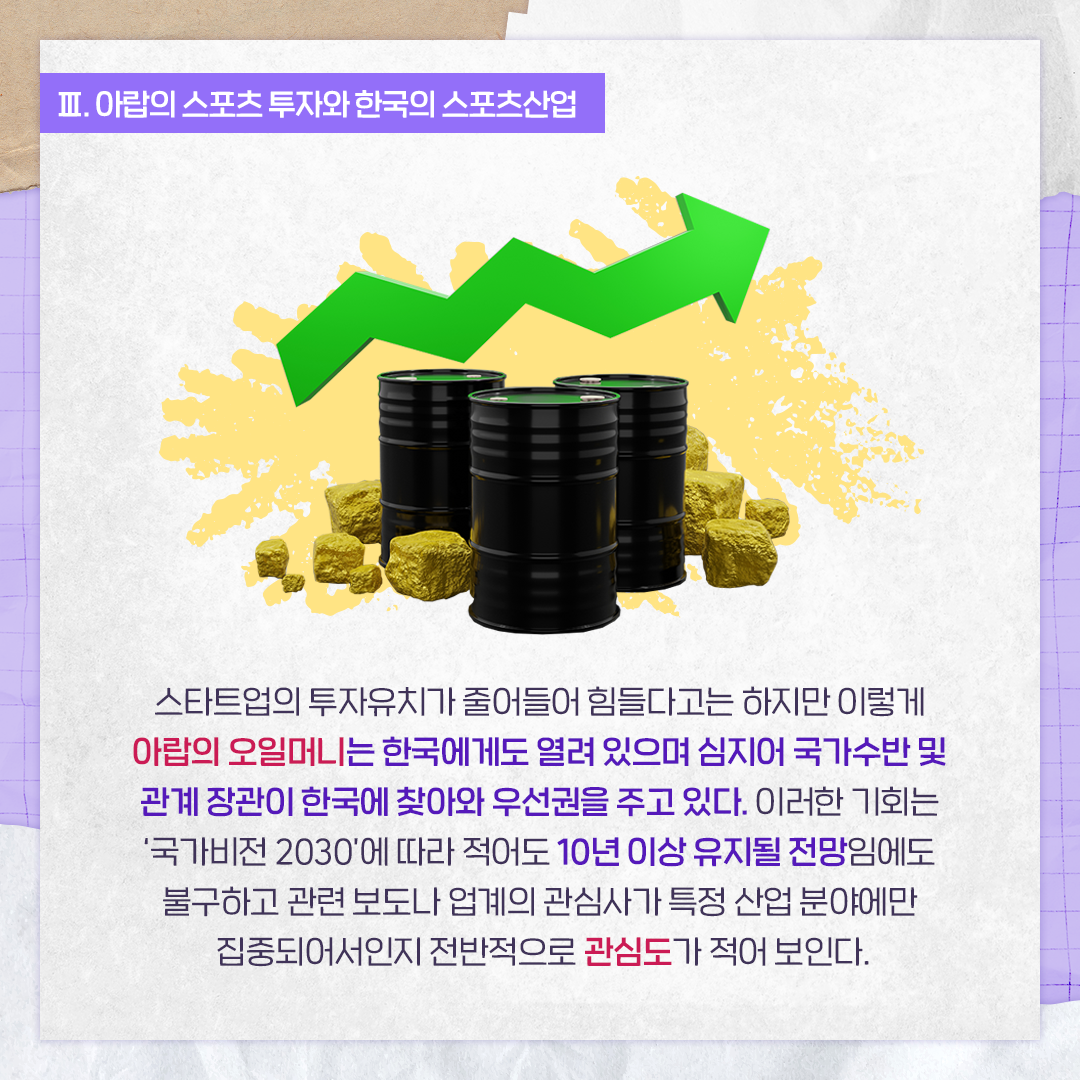 Ⅲ. 아랍의 스포츠 투자와 한국의 스포츠산업
스타트업의 투자유치가 줄어들어 힘들다고는 하지만 이렇게
아랍의 오일머니는 한국에게도 열려 있으며 심지어 국가수반 및
관계 장관이 한국에 찾아와 우선권을 주고 있다. 이러한 기회는
‘국가비전 2030’에 따라 적어도 10년 이상 유지될 전망임에도
불구하고 관련 보도나 업계의 관심사가 특정 산업 분야에만
집중되어서인지 전반적으로 관심도가 적어 보인다.